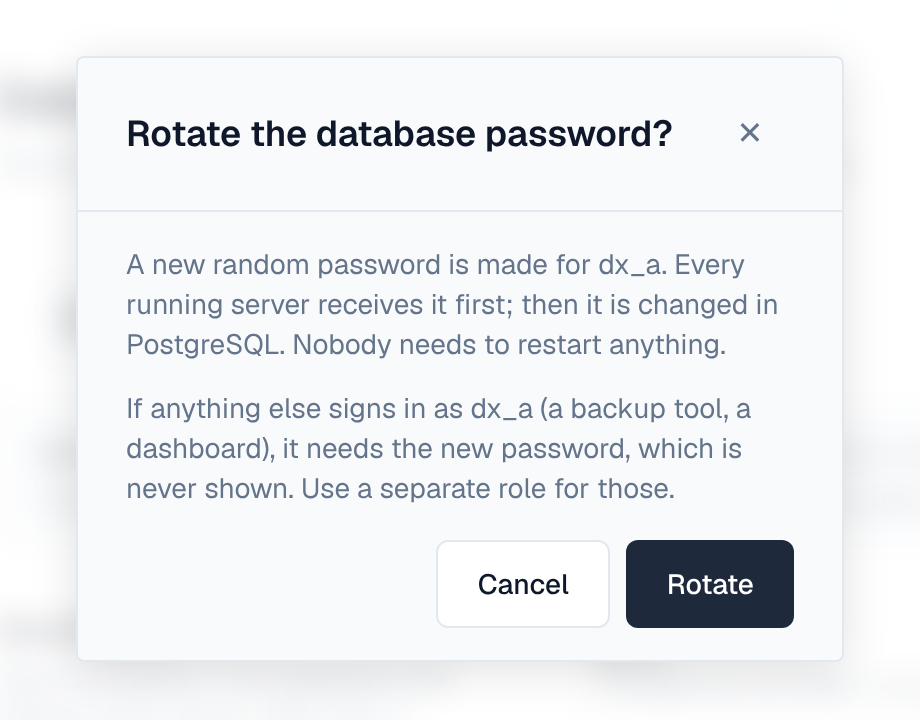 Rotate the database password?
A new random password is made for dx_a. Every
running server receives it first; then it is changed in
PostgreSQL. Nobody needs to restart anything.
If anything else signs in as dx_a (a backup tool, a
dashboard), it needs the new password, which is
never shown. Use a separate role for those.
Cancel
Rotate